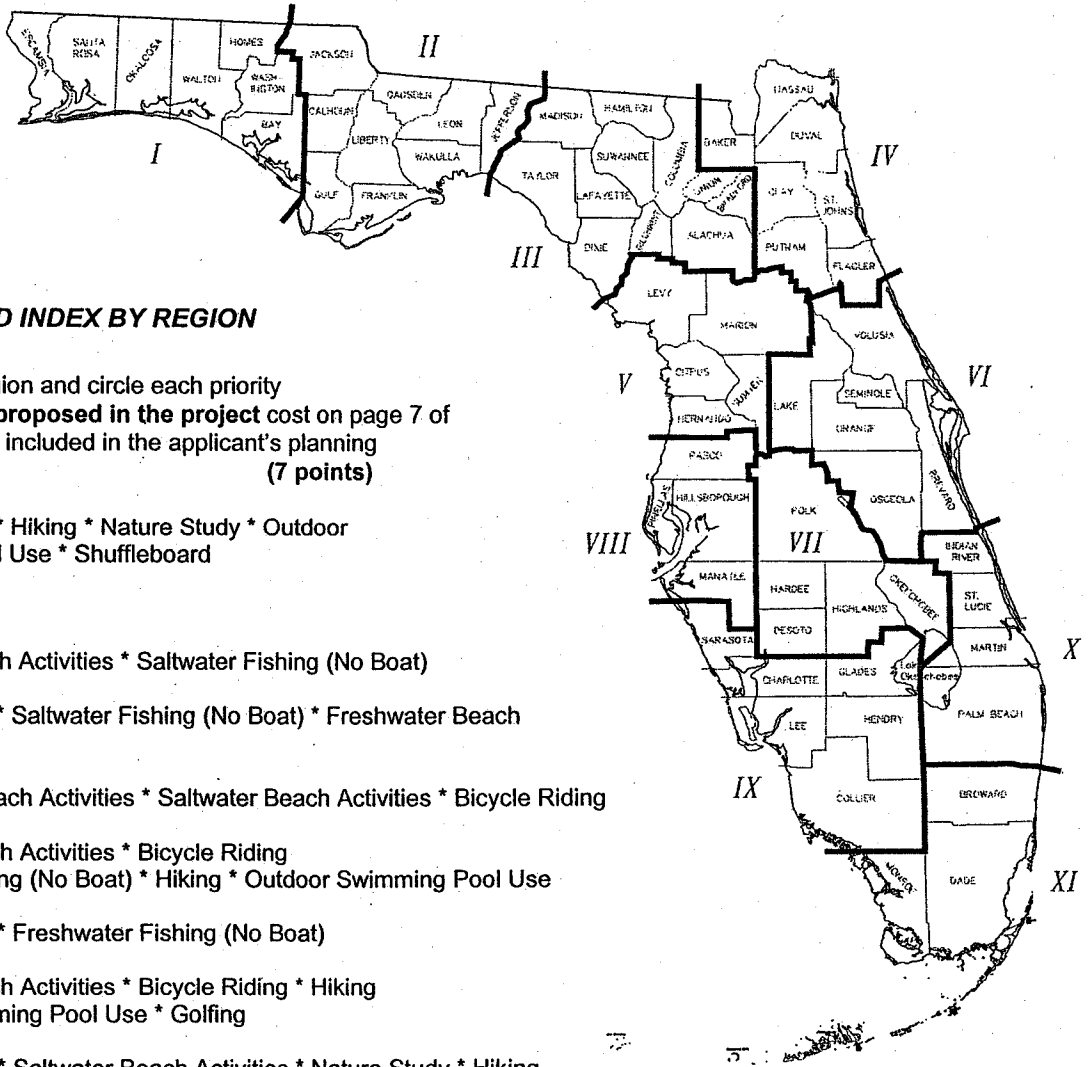 II
HOMES
JACKSON
SANTA
ROSA
WALTON
WASH-
INGTON
BAY
CALHOUN
GADSDEN
LEON
JEFFERSON
LIBERTY
WAKULLA
GULF
FRANKLIN
I
MADISON
HAMILTON
TAYLOR
SUWANNEE
LAFAYETTE
COLUMBIA
DIXIE
ALACHUA
UNION
BAKER
NASSAU
DUVAL
IV
CLAY
ST.
JOHNS
PUTNAM
FLAGLER
III
D INDEX BY REGION
gion and circle each priority
proposed in the project cost on page 7 of
included in the applicant's planning
(7 points)
* Hiking * Nature Study * Outdoor
l Use * Shuffleboard
h Activities * Saltwater Fishing (No Boat)
* Saltwater Fishing (No Boat) * Freshwater Beach
ach Activities * Saltwater Beach Activities * Bicycle Riding
h Activities * Bicycle Riding
ng (No Boat) * Hiking * Outdoor Swimming Pool Use
* Freshwater Fishing (No Boat)
h Activities * Bicycle Riding * Hiking
ming Pool Use * Golfing
* Saltwater Beach Activities * Nature Study * Hiking
LEVY
MARION
VOLUSIA
V
CITRUS
SUMTER
LAKE
SEMINOLE
VI
HERNANDO
ORANGE
PASCO
BREVARD
PINELLAS
HILLSBOROUGH
POLK
OSCEOLA
VIII
VII
INDIAN
RIVER
MANATEE
HARDEE
HIGHLANDS
OKEECHOBEE
ST.
LUCIE
SARASOTA
DESOTO
MARTIN
X
CHARLOTTE
GLADES
Lake
Okeechobee
LEE
HENDRY
PALM BEACH
IX
COLLIER
BROWARD
MONROE
DADE
XI